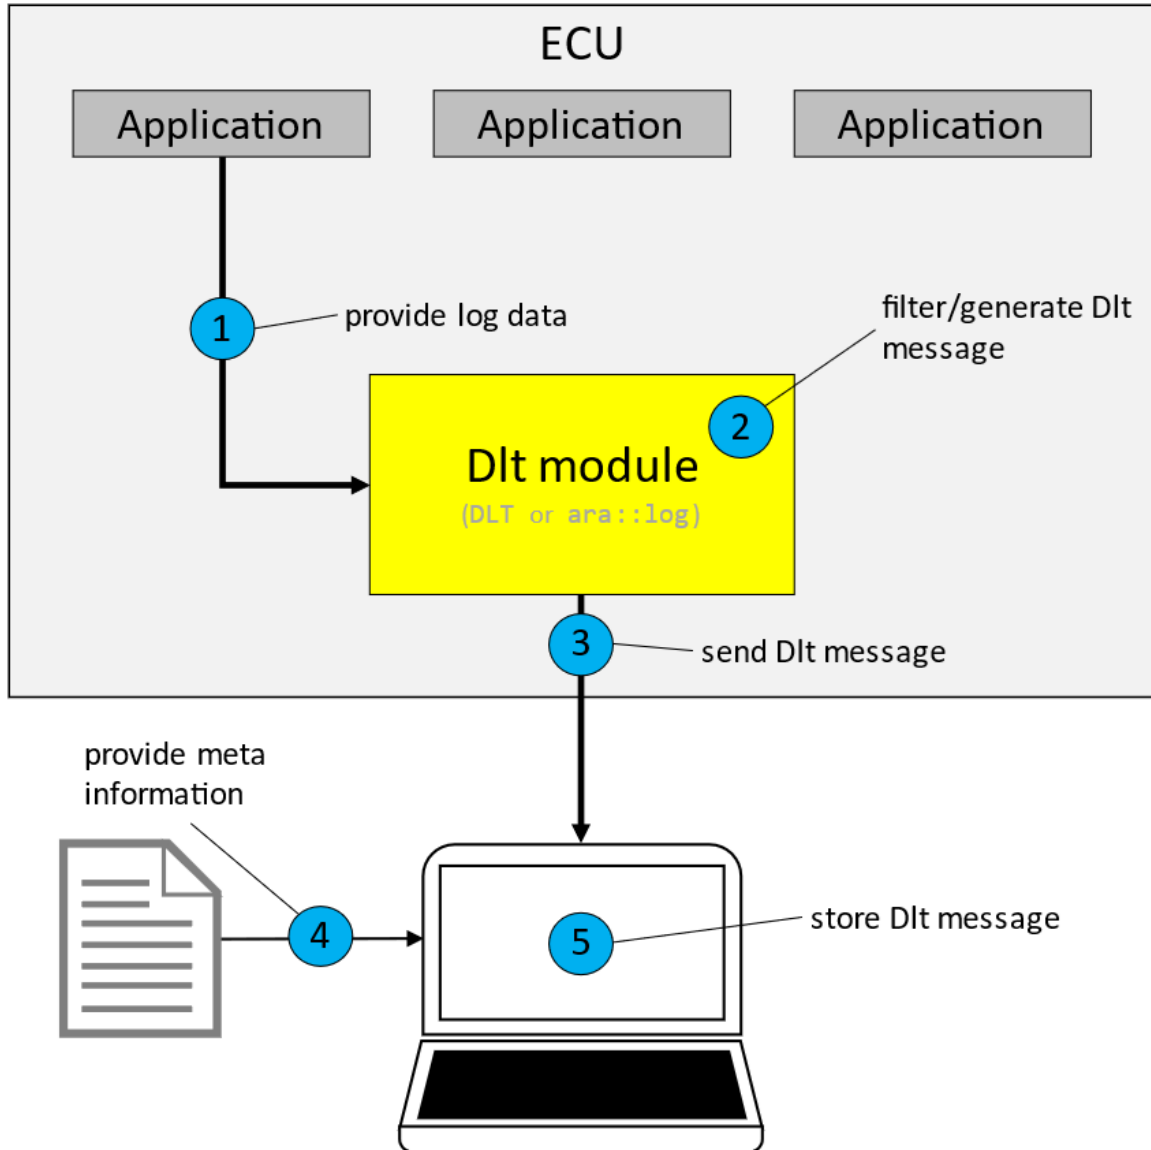 ECU
Application
Application
Application
1
provide log data
filter/generate Dlt
message
2
Dlt module
(DLT or ara::log)
3
send Dlt message
provide meta
information
4
5
store Dlt message